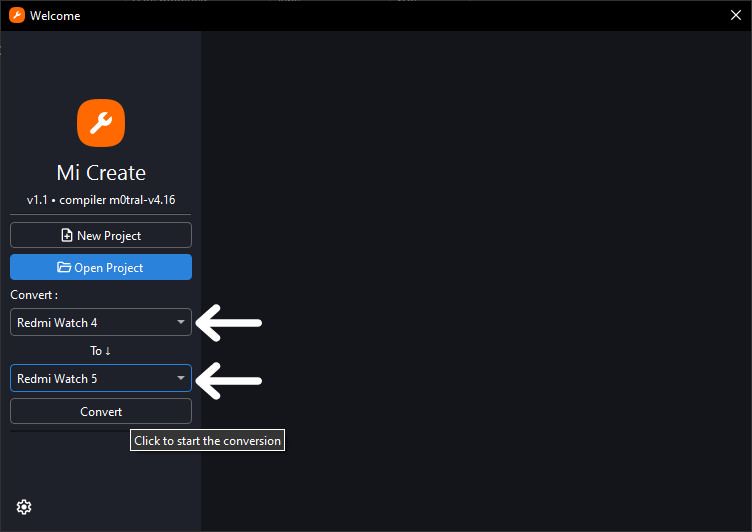 Welcome
Mi Create
v1.1 • compiler m0tral-v4.16
New Project
Open Project
Convert :
Redmi Watch 4
To ↓
Redmi Watch 5
Convert
Click to start the conversion